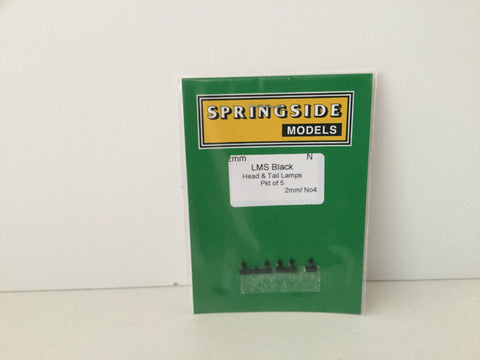 SPRINGSIDE
MODELS
2mm N
LMS Black
Head & Tail Lamps
Pkt of 5
2mm/ No4